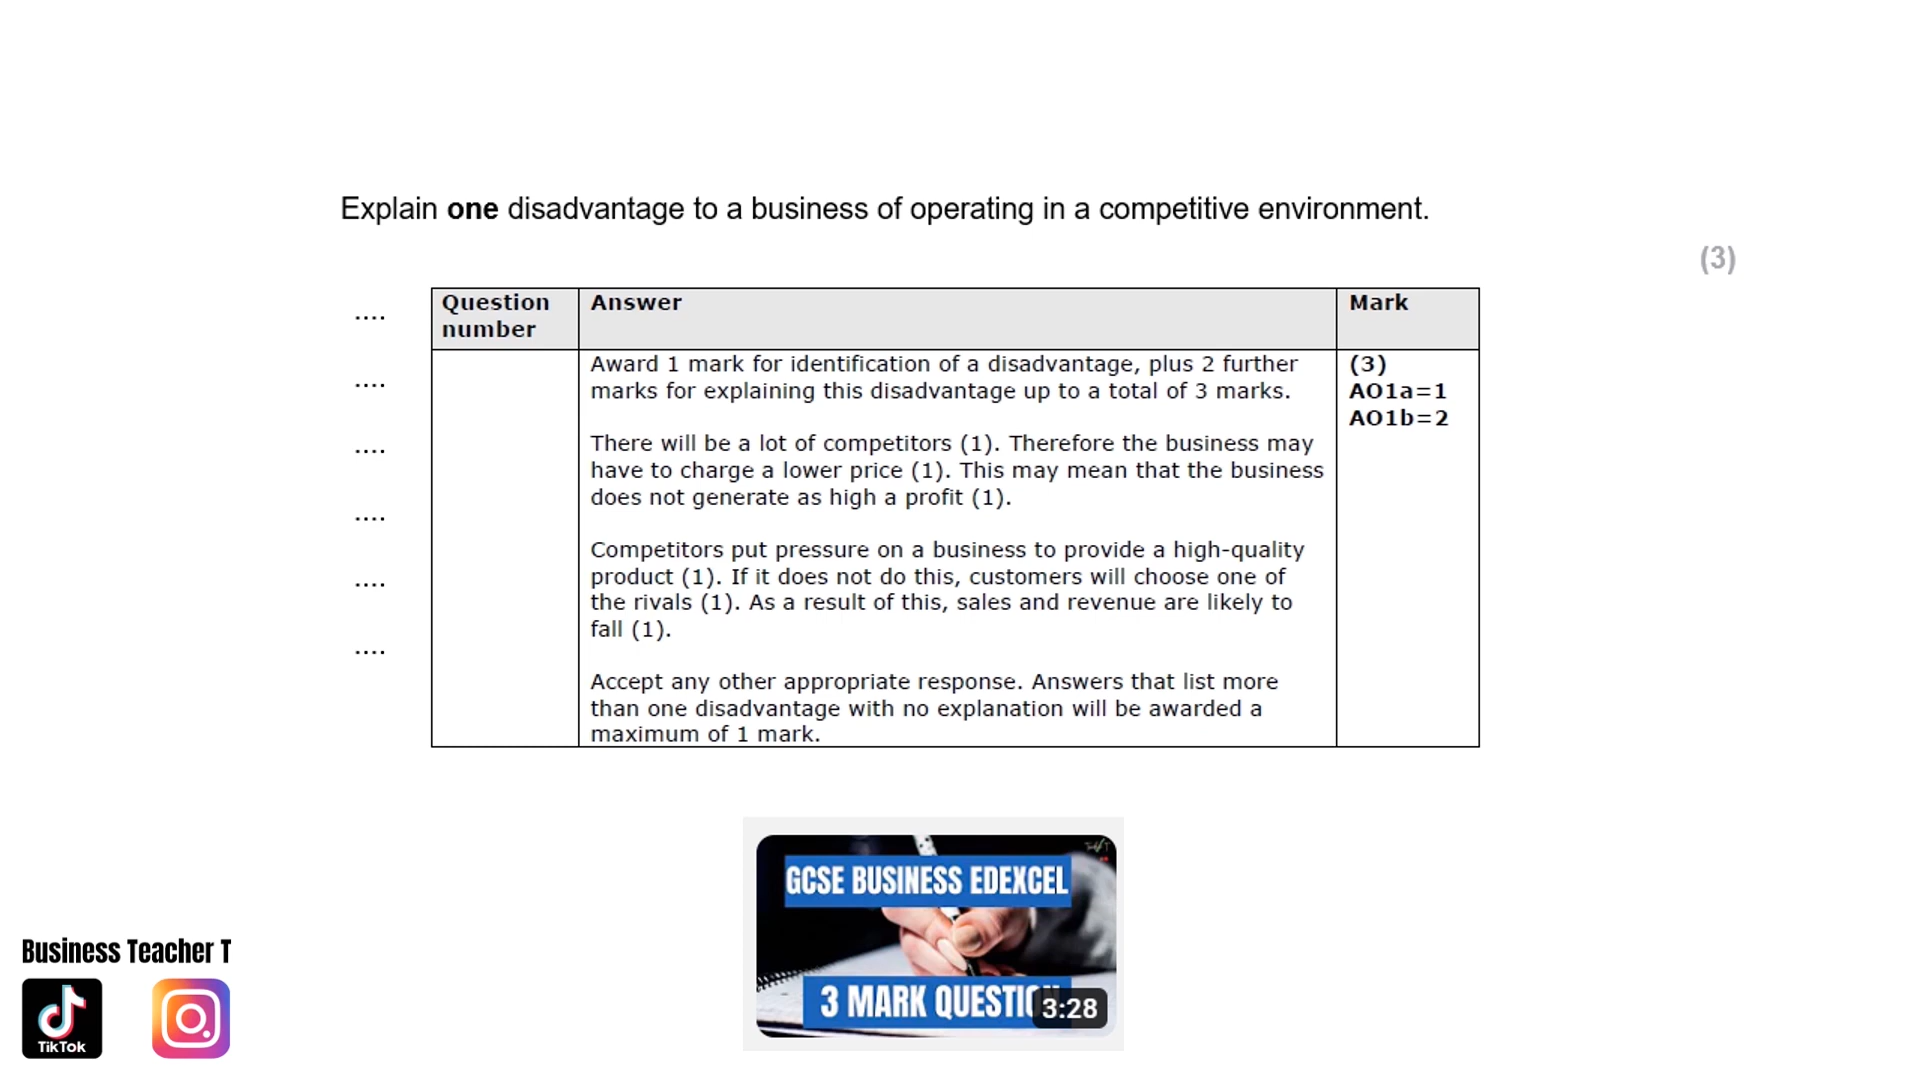 Explain one disadvantage to a business of operating in a competitive environment.
(3)
....
....
....
....
....
....
Question number
Answer
Mark
Award 1 mark for identification of a disadvantage, plus 2 further
marks for explaining this disadvantage up to a total of 3 marks.
There will be a lot of competitors (1). Therefore the business may
have to charge a lower price (1). This may mean that the business
does not generate as high a profit (1).
Competitors put pressure on a business to provide a high-quality
product (1). If it does not do this, customers will choose one of
the rivals (1). As a result of this, sales and revenue are likely to
fall (1).
Accept any other appropriate response. Answers that list more
than one disadvantage with no explanation will be awarded a
maximum of 1 mark.
(3)
AO1a=1
AO1b=2
GCSE BUSINESS EDEXCEL
3 MARK
3:28
Business Teacher T
TikTok